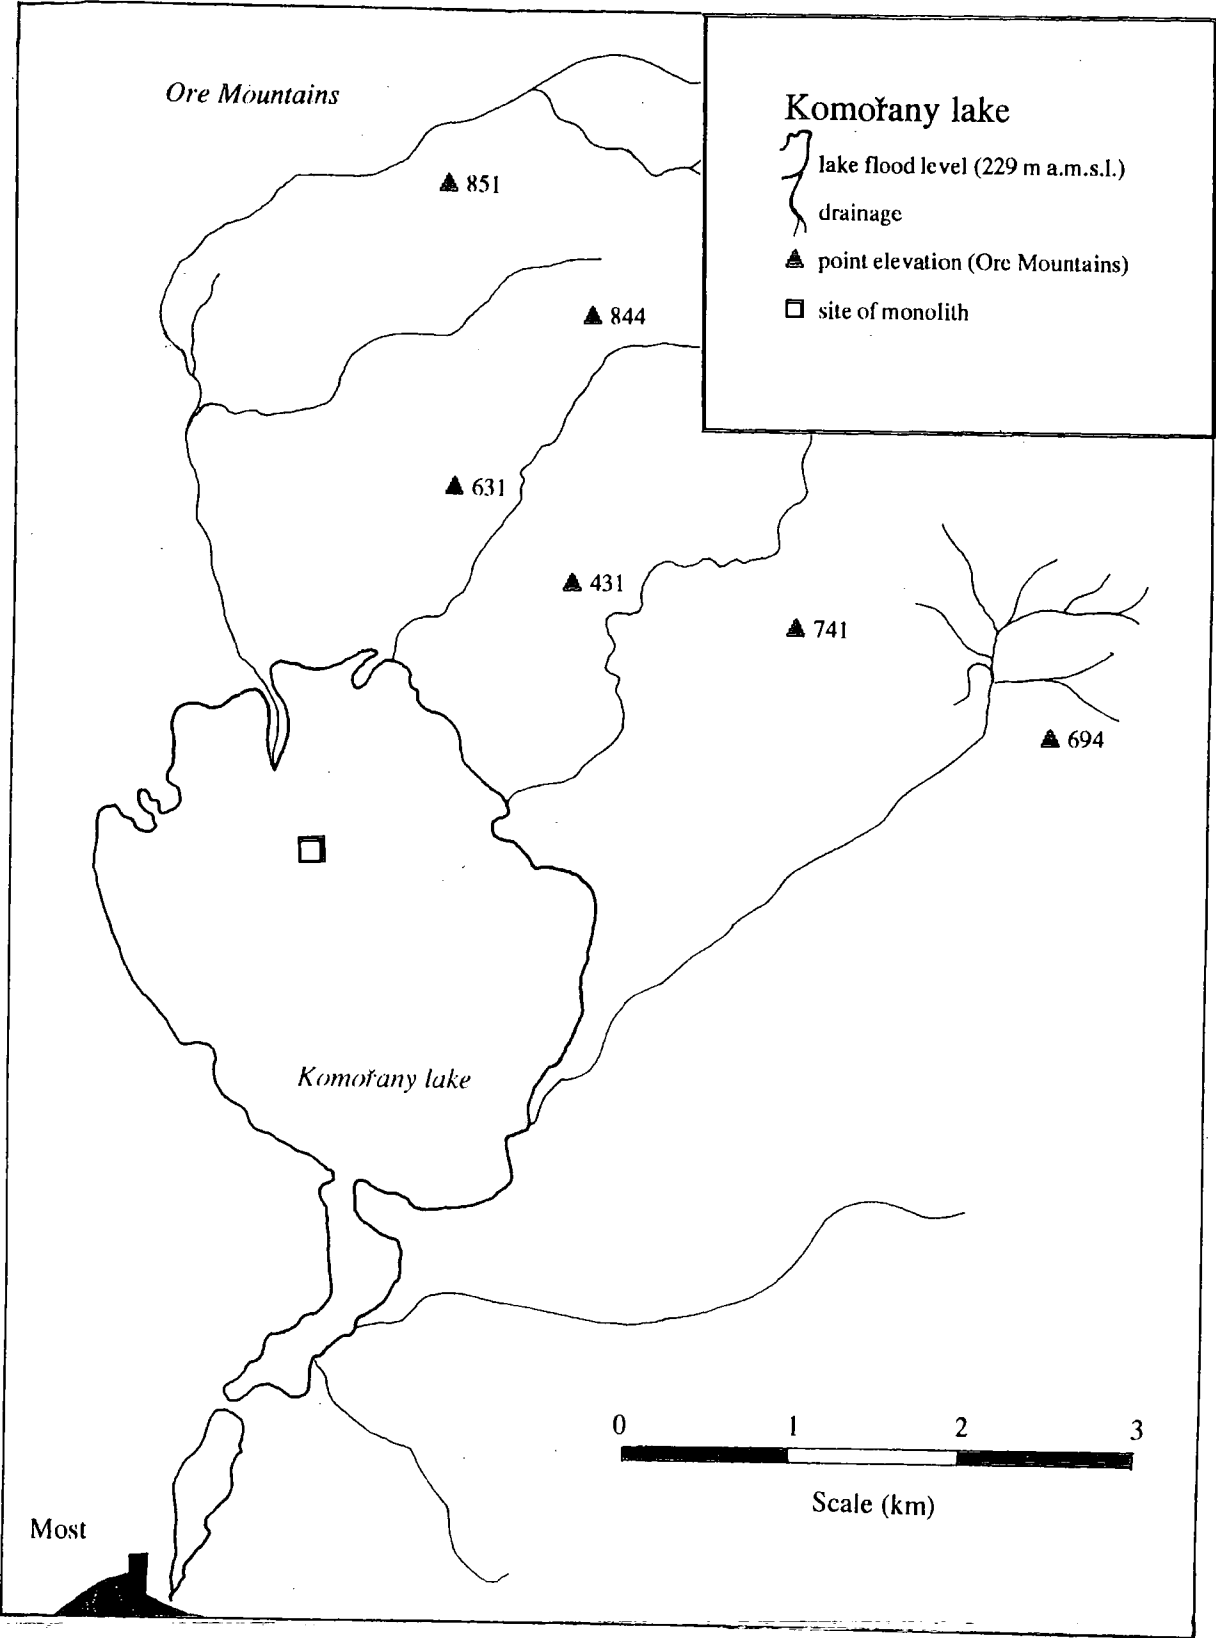 Ore Mountains
Komořany lake
lake flood level (229 m a.m.s.l.)
drainage
point elevation (Ore Mountains)
site of monolith
851
844
631
431
741
694
Komořany lake
0 1 2 3
Scale (km)
Most